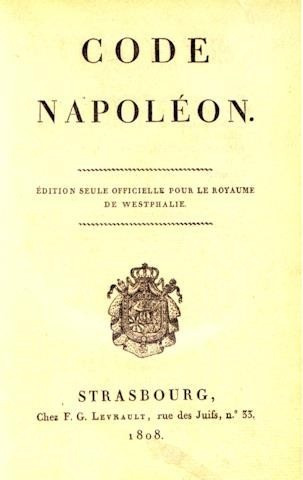 CODE
NAPOLÉON.
ÉDITION SEULE OFFICIELLE POUR LE ROYAUME
DE WESTPHALIE.
STRASBOURG,
Chez F. G. LEVRAULT, rue des Juifs, n.º 33.
1808.